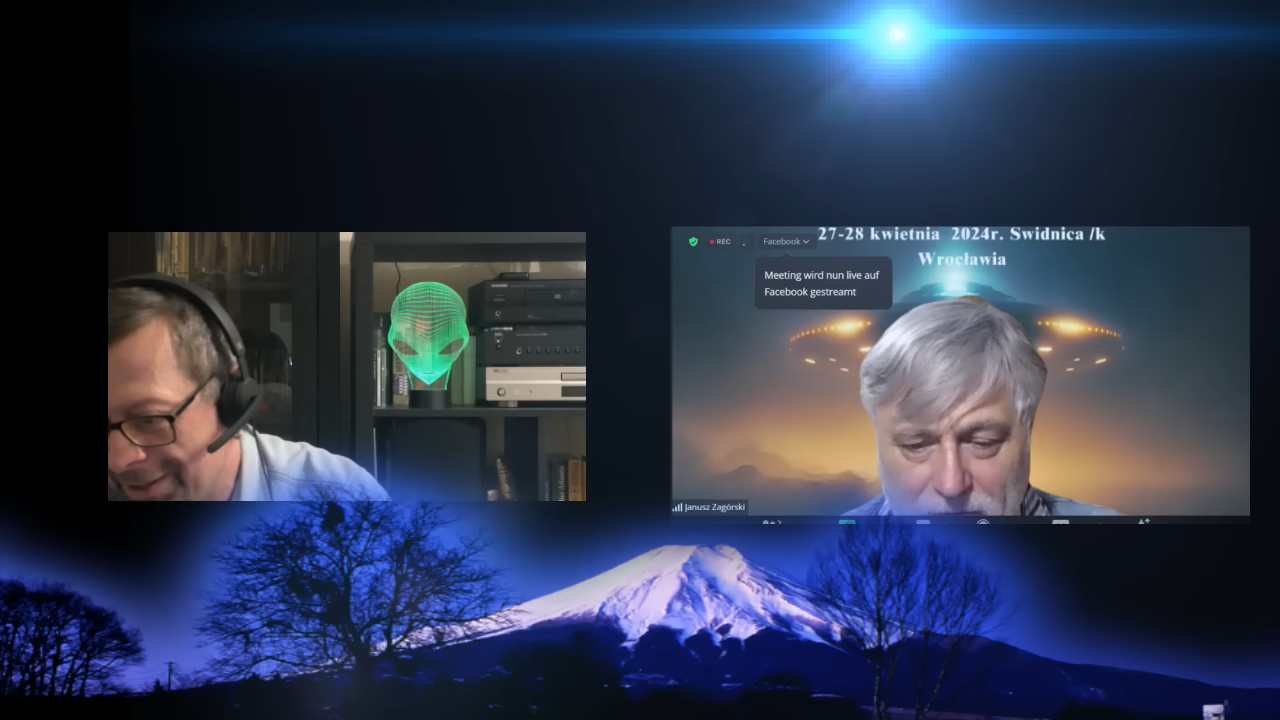 REC
Facebook
27-28 kwietnia 2024r. Swidnica /k
Wrocławia
Meeting wird nun live auf
Facebook gestreamt
Janusz Zagórski